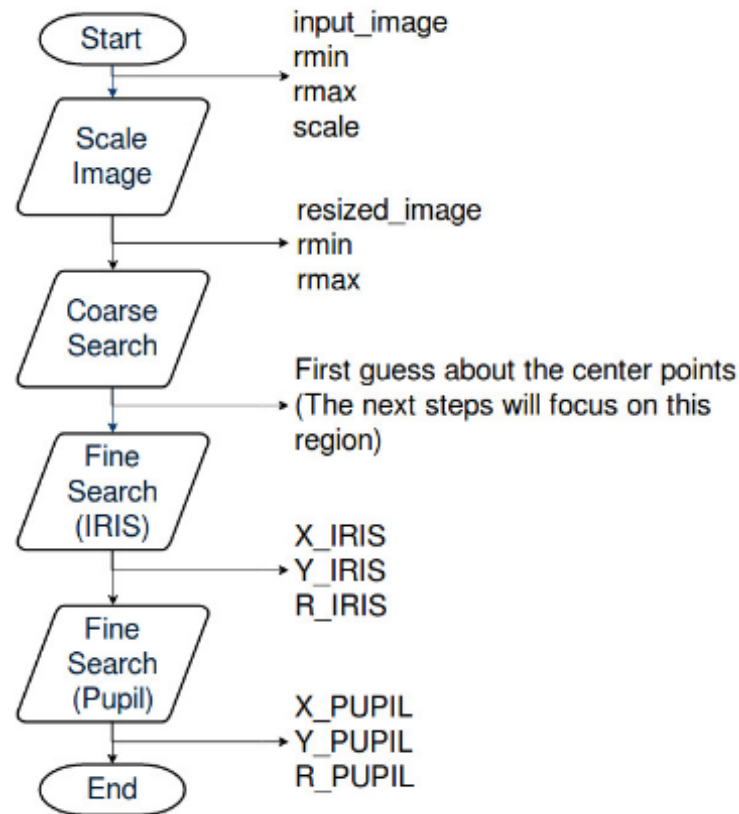 Start
input_image
rmin
rmax
scale
Scale
Image
resized_image
rmin
rmax
Coarse
Search
First guess about the center points
(The next steps will focus on this
region)
Fine
Search
(IRIS)
X_IRIS
Y_IRIS
R_IRIS
Fine
Search
(Pupil)
X_PUPIL
Y_PUPIL
R_PUPIL
End